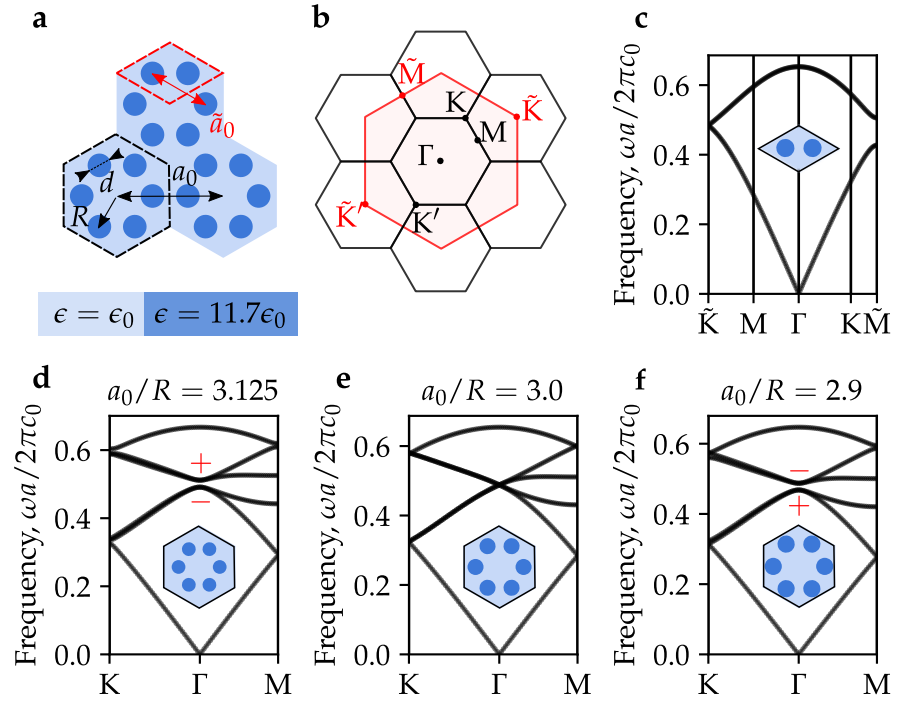 a
ã₀
a₀
d
R
ϵ = ϵ₀
ϵ = 11.7ϵ₀
b
M̃
K
K̃
M
Γ
K̃′
K′
c
Frequency, ωa/2πc₀
0.6
0.4
0.2
0.0
K̃
M
Γ
K
M̃
d
a₀/R = 3.125
Frequency, ωa/2πc₀
0.6
0.4
0.2
0.0
+
−
K
Γ
M
e
a₀/R = 3.0
Frequency, ωa/2πc₀
0.6
0.4
0.2
0.0
K
Γ
M
f
a₀/R = 2.9
Frequency, ωa/2πc₀
0.6
0.4
0.2
0.0
−
+
K
Γ
M